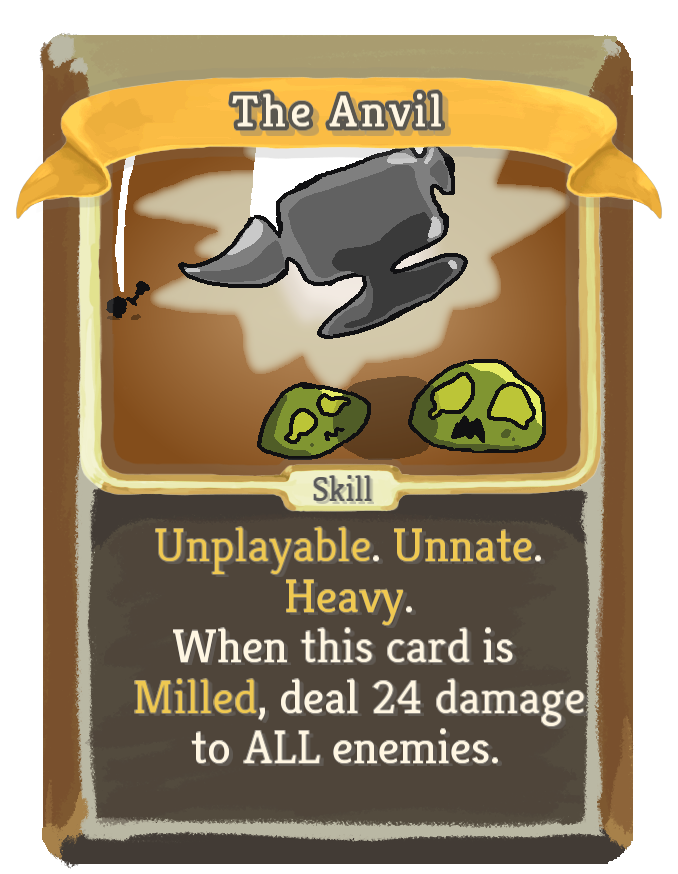 The Anvil
Skill
Unplayable. Unnate.
Heavy.
When this card is
Milled, deal 24 damage
to ALL enemies.